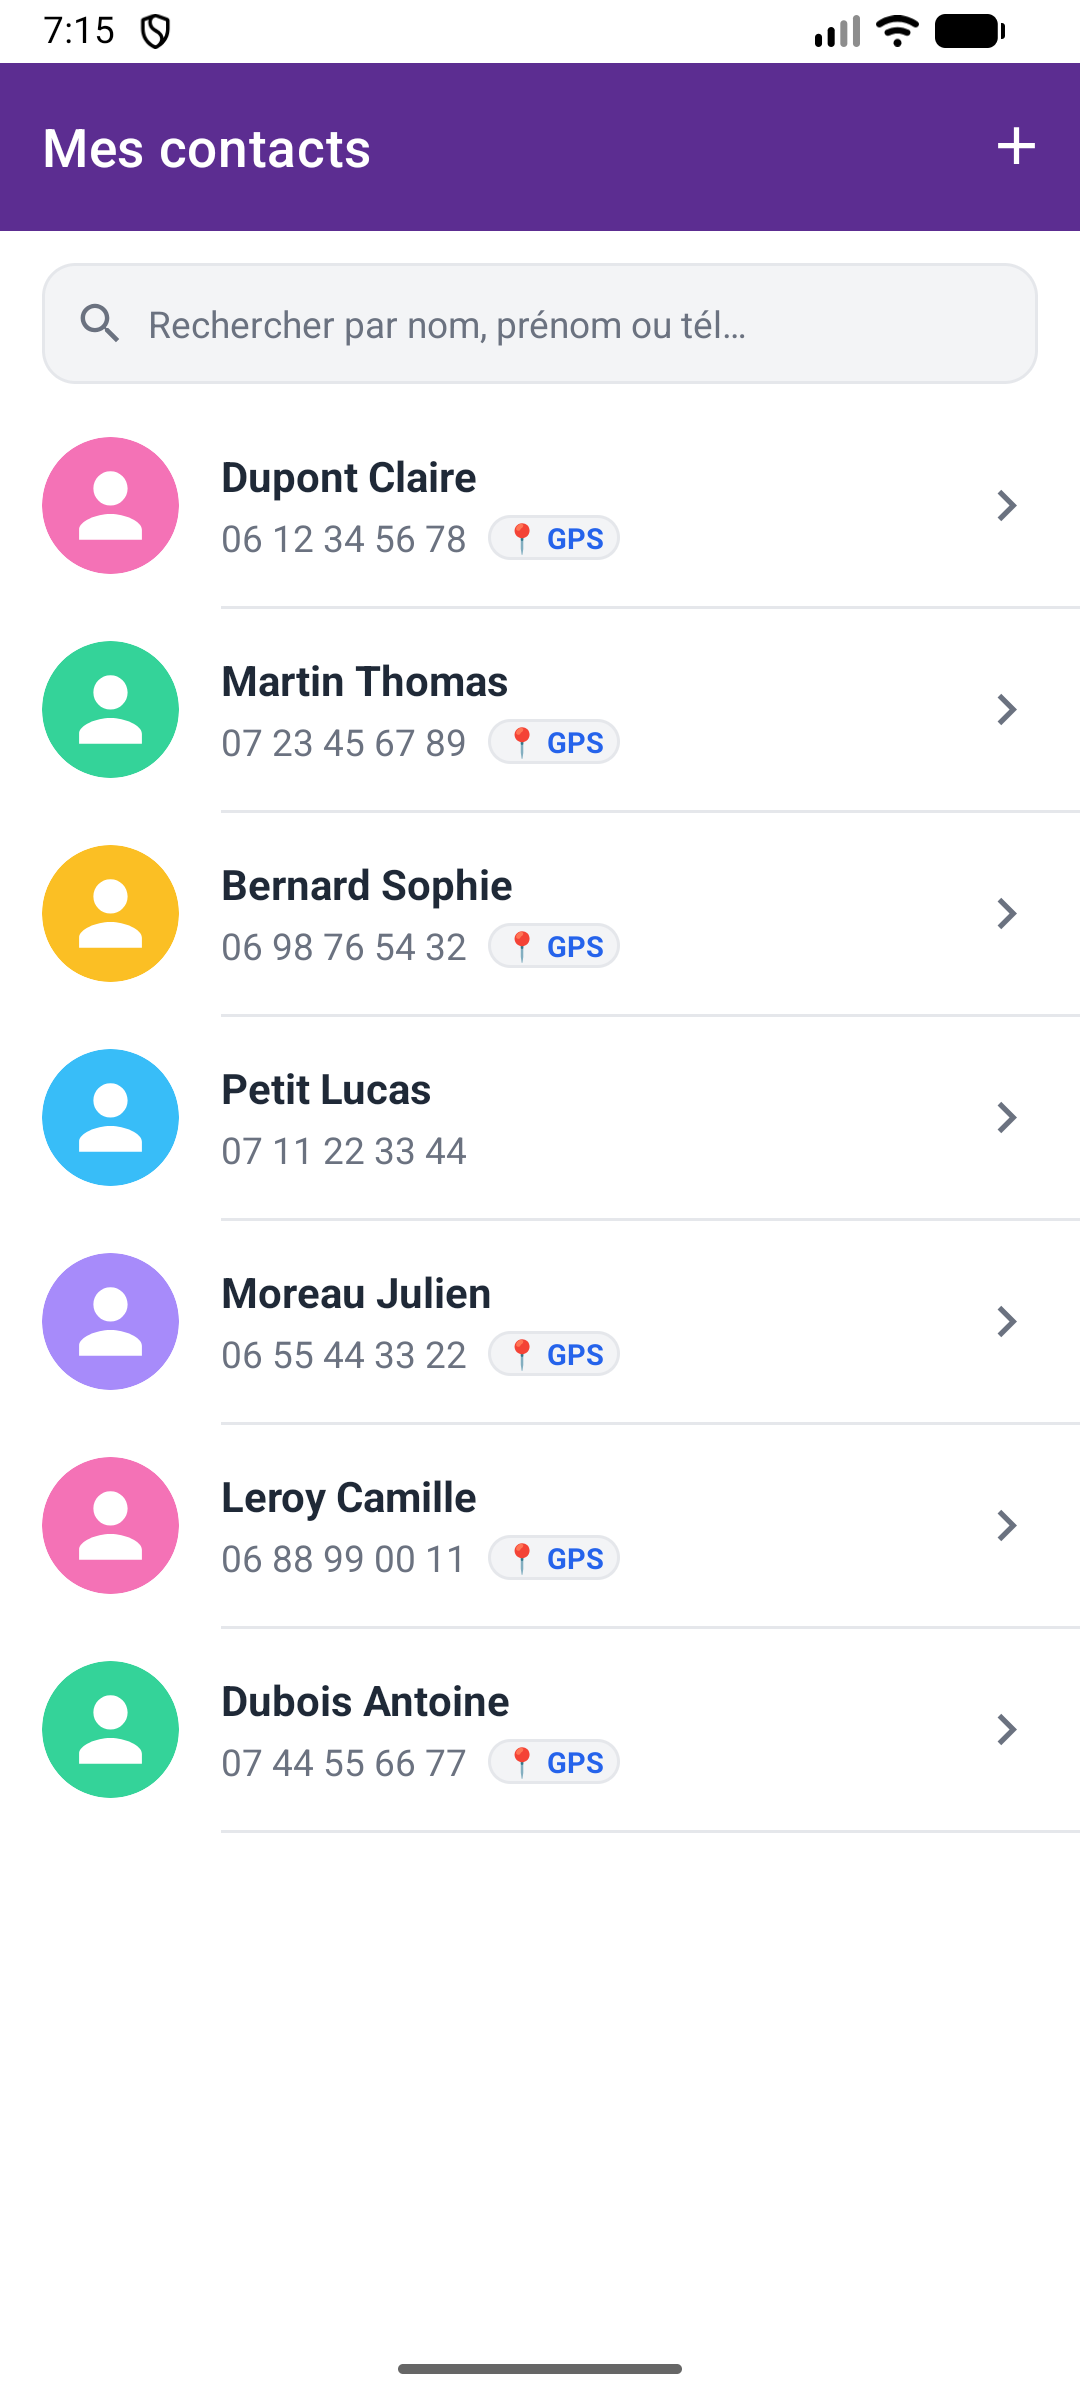 7:15
Mes contacts
Rechercher par nom, prénom ou tél...
Dupont Claire
06 12 34 56 78 📍 GPS
Martin Thomas
07 23 45 67 89 📍 GPS
Bernard Sophie
06 98 76 54 32 📍 GPS
Petit Lucas
07 11 22 33 44
Moreau Julien
06 55 44 33 22 📍 GPS
Leroy Camille
06 88 99 00 11 📍 GPS
Dubois Antoine
07 44 55 66 77 📍 GPS